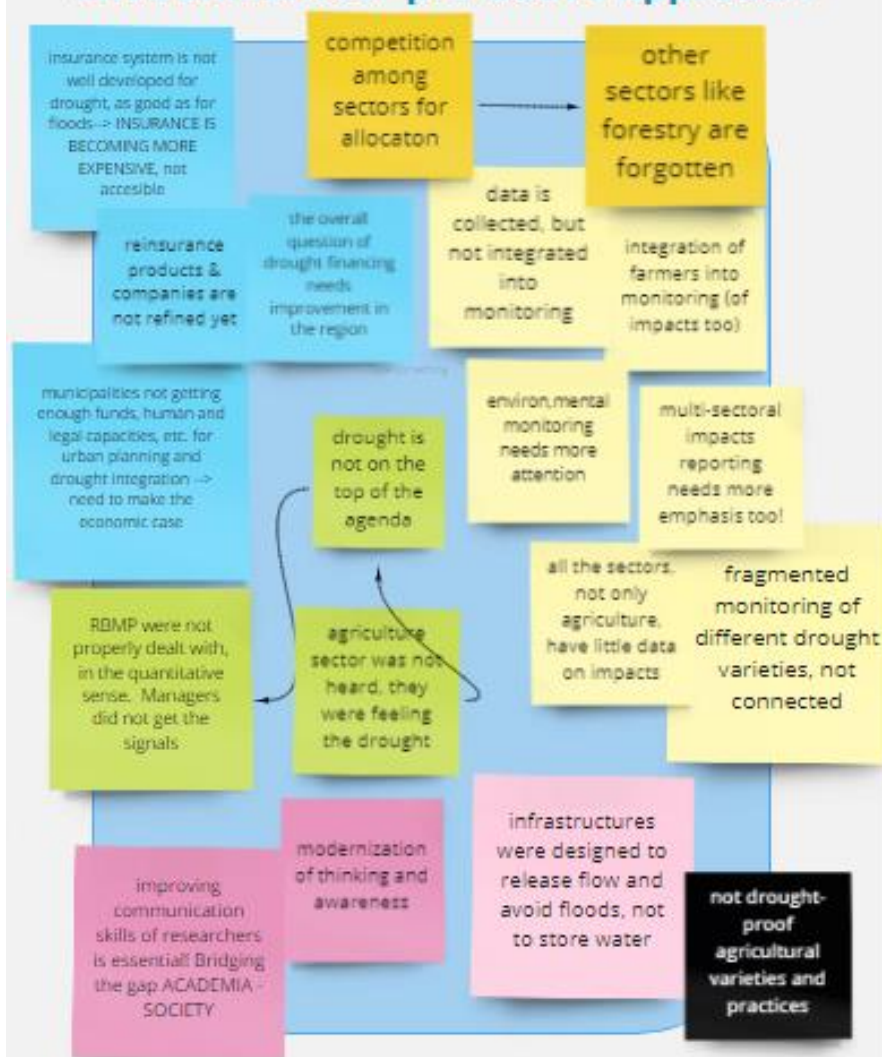 insurance system is not
well developed for
drought, as good as for
floods--> INSURANCE IS
BECOMING MORE
EXPENSIVE, not
accesible
competition
among
sectors for
allocaton
other
sectors like
forestry are
forgotten
reinsurance
products &
companies are
not refined yet
the overall
question of
drought financing
needs
improvement in
the region
data is
collected, but
not integrated
into
monitoring
integration of
farmers into
monitoring (of
impacts too)
municipalities not getting
enough funds, human and
legal capacities, etc. for
urban planning and
drought integration -->
need to make the
economic case
drought is
not on the
top of the
agenda
environ,mental
monitoring
needs more
attention
multi-sectoral
impacts
reporting
needs more
emphasis too!
all the sectors,
not only
agriculture,
have little data
on impacts
fragmented
monitoring of
different drought
varieties, not
connected
RBMP were not
properly dealt with,
in the quantitative
sense. Managers
did not get the
signals
agriculture
sector was not
heard, they
were feeling
the drought
improving
communication
skills of researchers
is essential! Bridging
the gap ACADEMIA -
SOCIETY
modernization
of thinking and
awareness
infrastructures
were designed to
release flow and
avoid floods, not
to store water
not drought-
proof
agricultural
varieties and
practices